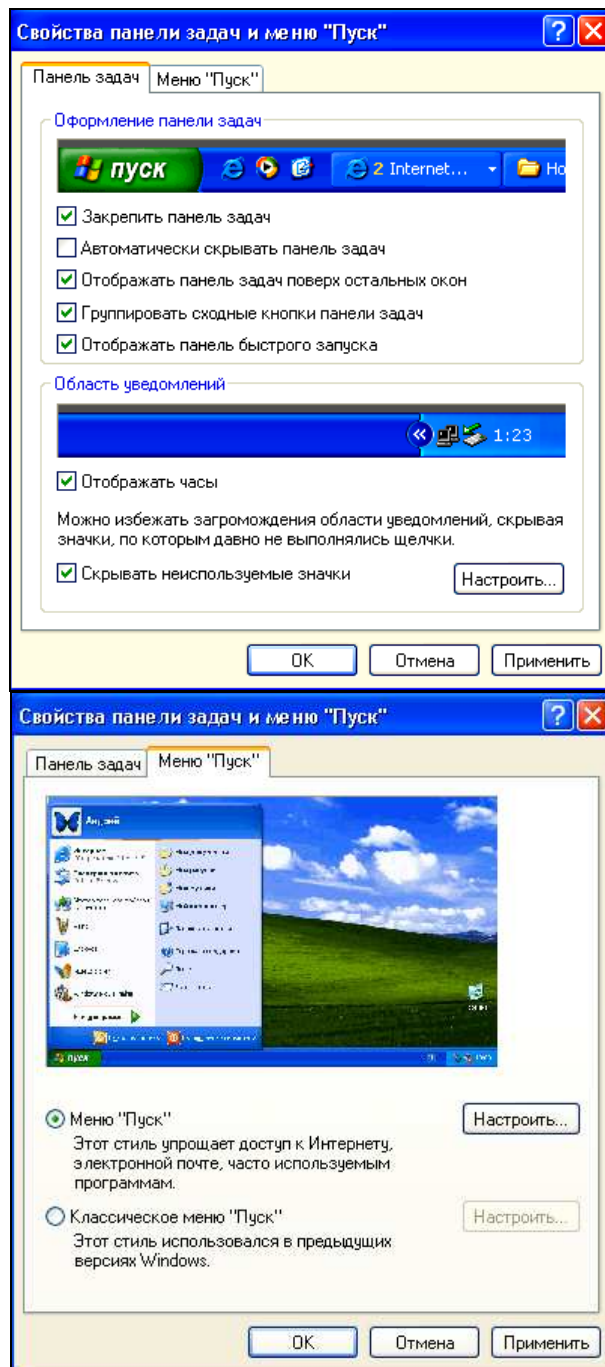 Свойства панели задач и меню "Пуск"
Панель задач
Меню "Пуск"
Оформление панели задач
пуск
2 Internet...
Но
Закрепить панель задач
Автоматически скрывать панель задач
Отображать панель задач поверх остальных окон
Группировать сходные кнопки панели задач
Отображать панель быстрого запуска
Область уведомлений
1:23
Отображать часы
Можно избежать загромождения области уведомлений, скрывая
значки, по которым давно не выполнялись щелчки.
Скрывать неиспользуемые значки
Настроить...
ОК
Отмена
Применить
Свойства панели задач и меню "Пуск"
Панель задач
Меню "Пуск"
Андрей
Интернет
пуск
Меню "Пуск"
Настроить...
Этот стиль упрощает доступ к Интернету,
электронной почте, часто используемым
программам.
Классическое меню "Пуск"
Настроить...
Этот стиль использовался в предыдущих
версиях Windows.
ОК
Отмена
Применить